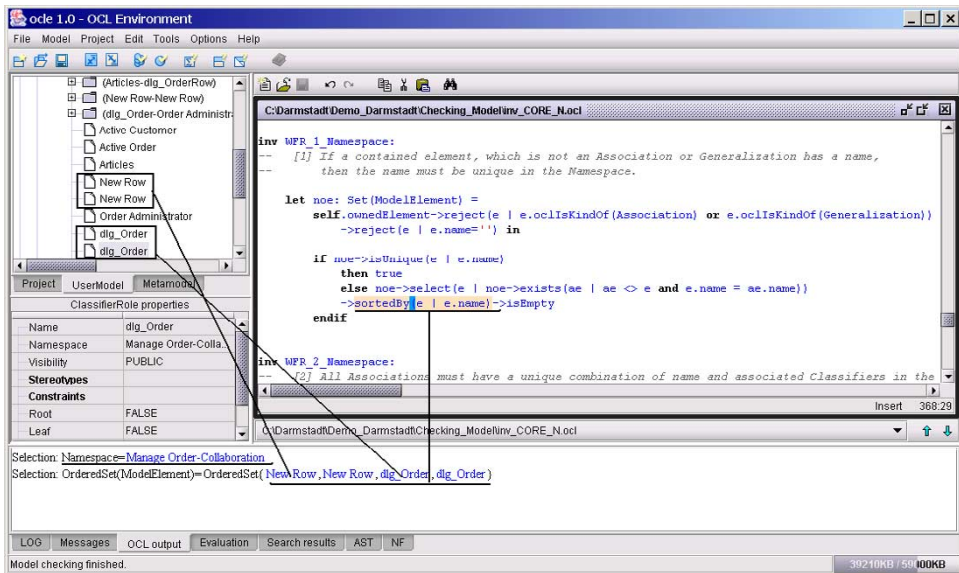 ocle 1.0 - OCL Environment
File Model Project Edit Tools Options Help
(Articles-dlg_OrderRow)
(New Row-New Row)
(dlg_Order-Order Administr
Active Customer
Active Order
Articles
New Row
New Row
Order Administrator
dlg_Order
dlg_Order
Project UserModel Metamodel
ClassifierRole properties
Name dlg_Order
Namespace Manage Order-Colla...
Visibility PUBLIC
Stereotypes
Constraints
Root FALSE
Leaf FALSE
C:\Darmstadt\Demo_Darmstadt\Checking_Model\inv_CORE_N.ocl
inv WFR_1_Namespace:
-- [1] If a contained element, which is not an Association or Generalization has a name,
-- then the name must be unique in the Namespace.
let noe: Set(ModelElement) =
self.ownedElement->reject(e | e.oclIsKindOf(Association) or e.oclIsKindOf(Generalization))
->reject(e | e.name='') in
if noe->isUnique(e | e.name)
then true
else noe->select(e | noe->exists(ae | ae <> e and e.name = ae.name))
->sortedBy(e | e.name)->isEmpty
endif
inv WFR_2_Namespace:
-- [2] All Associations must have a unique combination of name and associated Classifiers in the
Insert 368:29
C:\Darmstadt\Demo_Darmstadt\Checking_Model\inv_CORE_N.ocl
Selection: Namespace=Manage Order-Collaboration
Selection: OrderedSet(ModelElement)=OrderedSet( New Row , New Row , dlg_Order , dlg_Order )
LOG Messages OCL output Evaluation Search results AST NF
Model checking finished.
39210KB / 59000KB